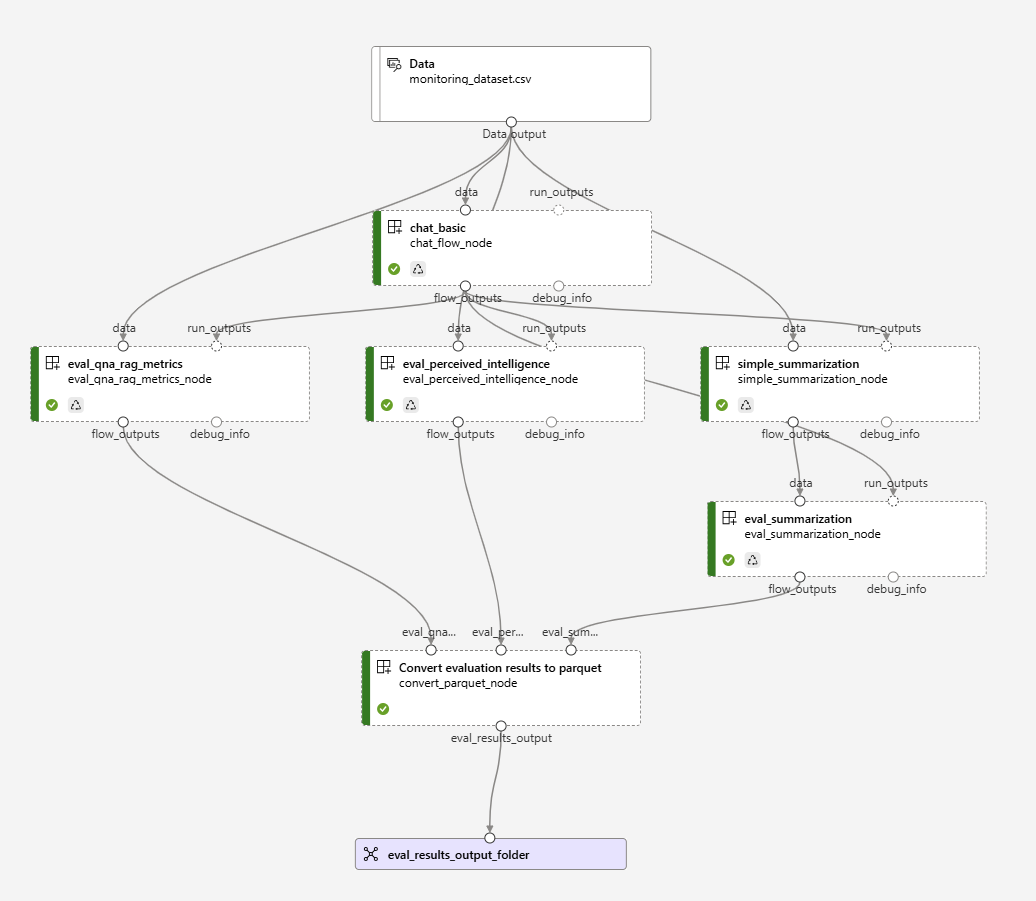 Data
monitoring_dataset.csv
Data_output
data
run_outputs
chat_basic
chat_flow_node
flow_outputs
debug_info
data
run_outputs
data
run_outputs
data
run_outputs
eval_qna_rag_metrics
eval_qna_rag_metrics_node
eval_perceived_intelligence
eval_perceived_intelligence_node
simple_summarization
simple_summarization_node
flow_outputs
debug_info
flow_outputs
debug_info
flow_outputs
debug_info
data
run_outputs
eval_summarization
eval_summarization_node
flow_outputs
debug_info
eval_qna...
eval_per...
eval_sum...
Convert evaluation results to parquet
convert_parquet_node
eval_results_output
eval_results_output_folder